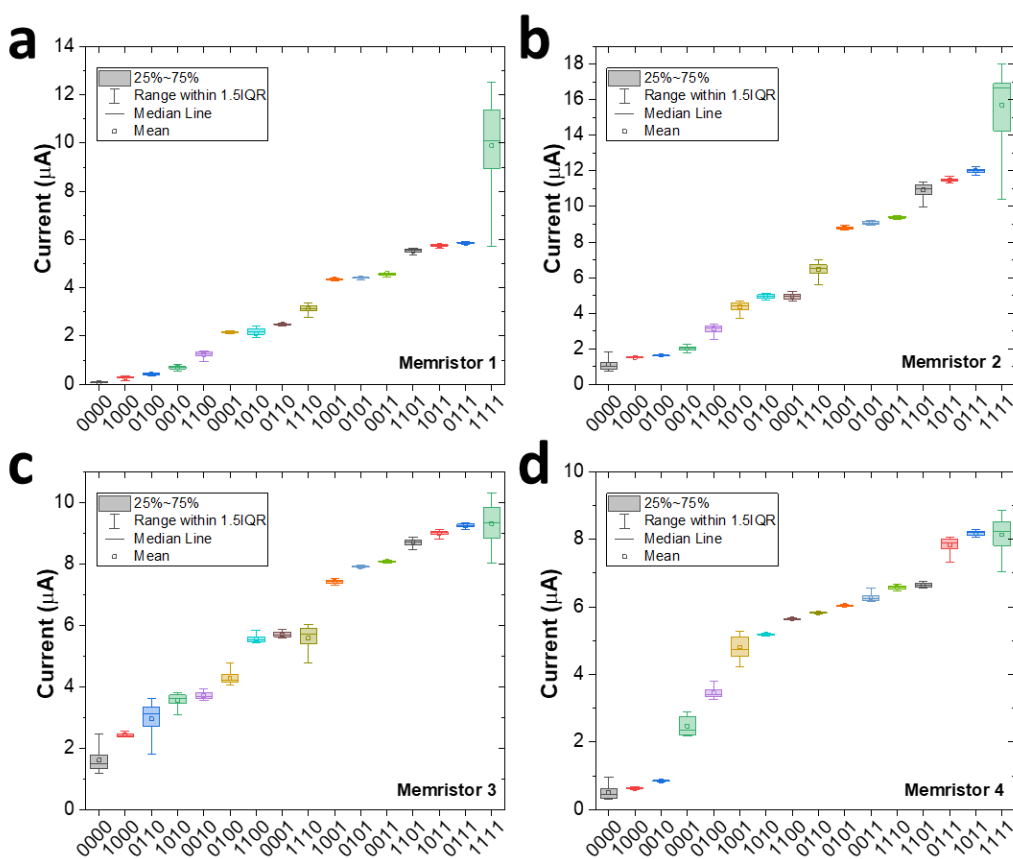 a
14
12
10
8
6
4
2
0
Current (μA)
25%~75%
Range within 1.5IQR
Median Line
Mean
Memristor 1
0000 1000 0100 0010 1100 0001 1010 0110 1110 1001 0101 0011 1101 1011 0111 1111
b
18
16
14
12
10
8
6
4
2
0
Current (μA)
25%~75%
Range within 1.5IQR
Median Line
Mean
Memristor 2
0000 1000 0100 0010 1100 1010 0110 0001 1110 1001 0101 0011 1101 1011 0111 1111
c
10
8
6
4
2
0
Current (μA)
25%~75%
Range within 1.5IQR
Median Line
Mean
Memristor 3
0000 1000 0110 1010 0010 0100 1100 0001 1110 1001 0101 0011 1101 1011 0111 1111
d
10
8
6
4
2
0
Current (μA)
25%~75%
Range within 1.5IQR
Median Line
Mean
Memristor 4
0000 1000 0010 0001 0100 1001 1010 1100 0110 0101 1011 0011 1101 0111 1111